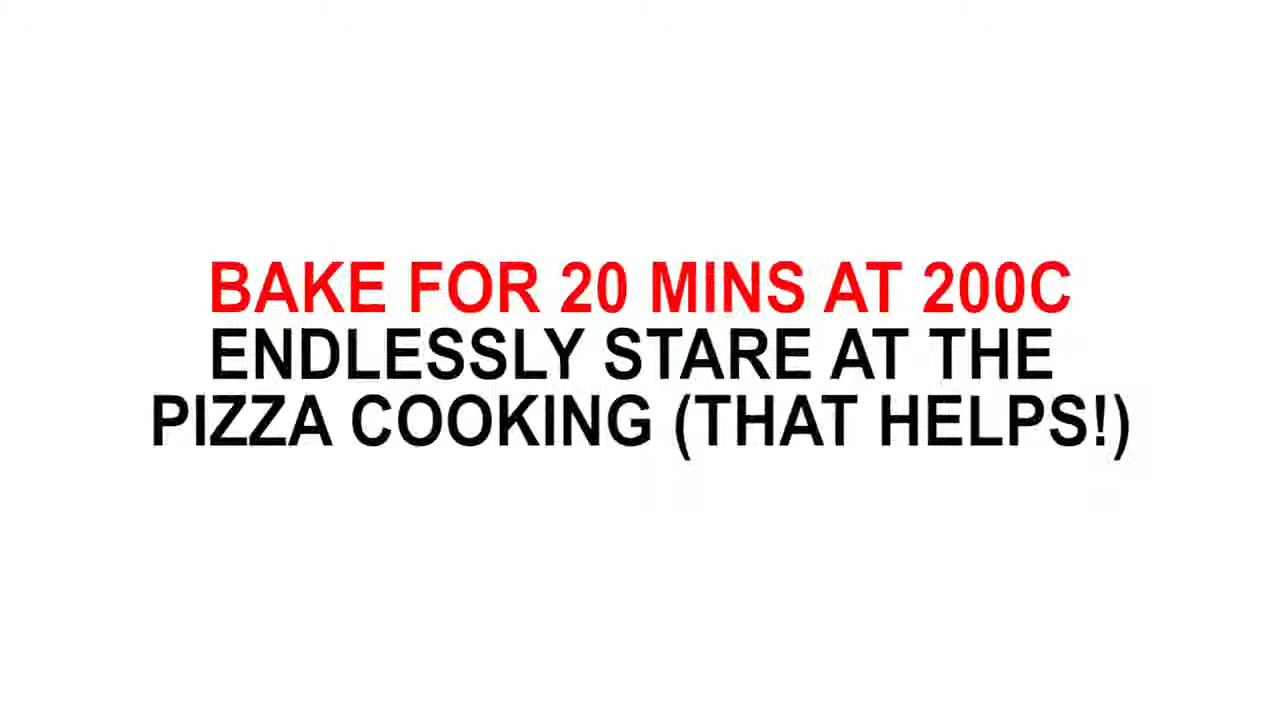 BAKE FOR 20 MINS AT 200C
ENDLESSLY STARE AT THE
PIZZA COOKING (THAT HELPS!)